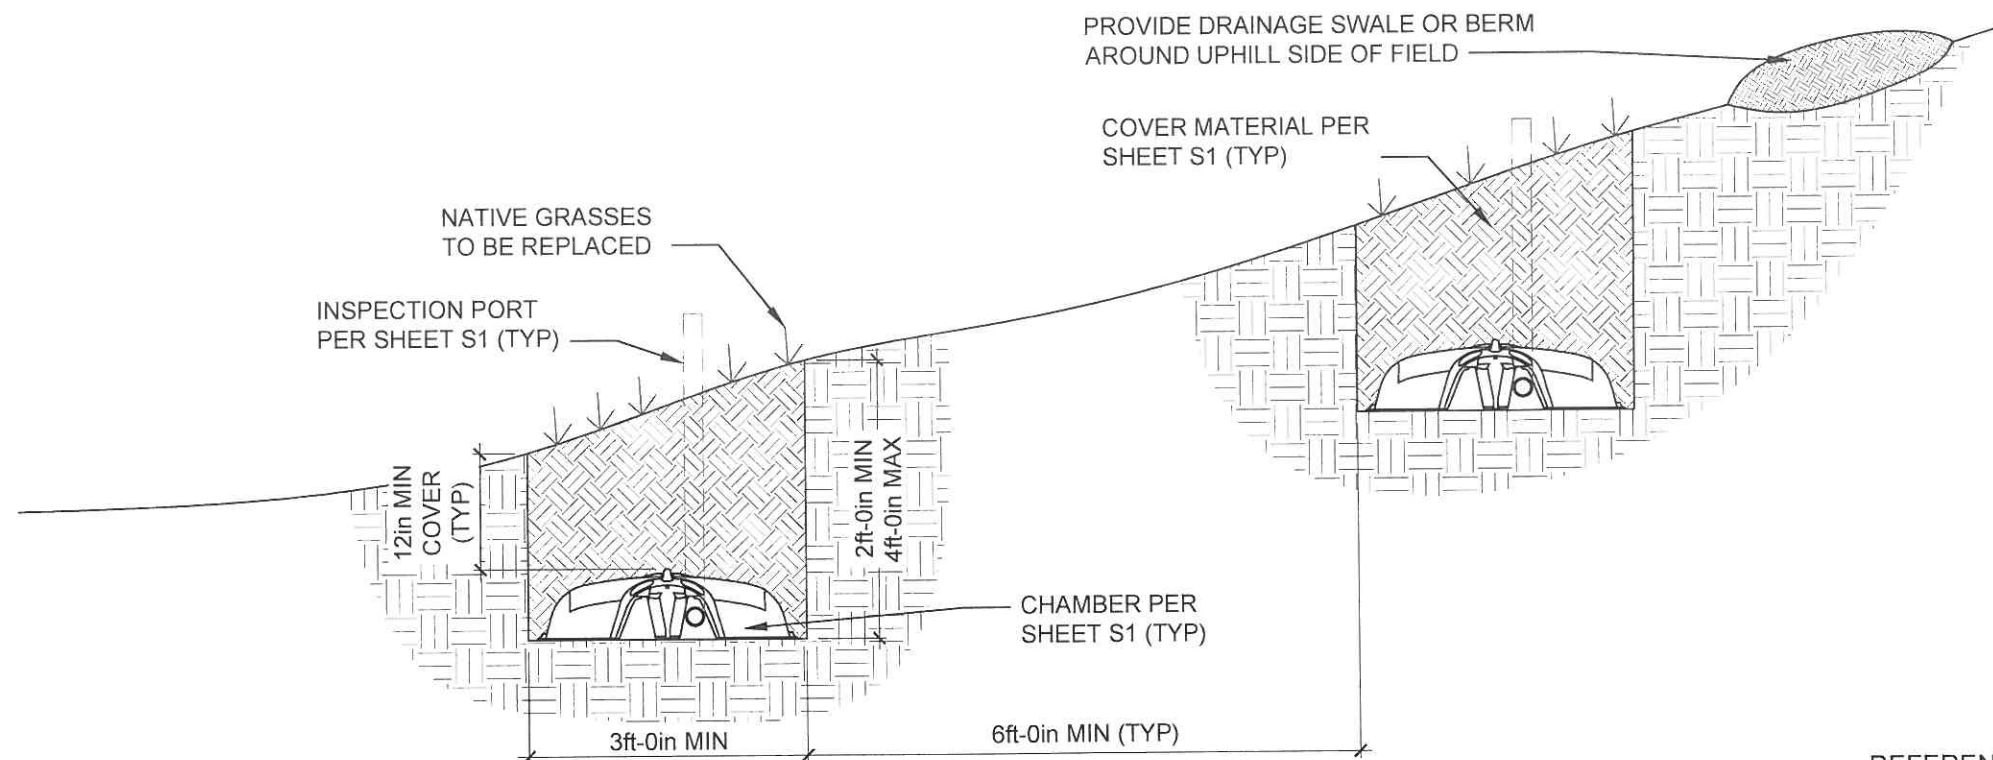 PROVIDE DRAINAGE SWALE OR BERM
AROUND UPHILL SIDE OF FIELD
COVER MATERIAL PER
SHEET S1 (TYP)
NATIVE GRASSES
TO BE REPLACED
INSPECTION PORT
PER SHEET S1 (TYP)
12in MIN
COVER
(TYP)
2ft-0in MIN
4ft-0in MAX
CHAMBER PER
SHEET S1 (TYP)
3ft-0in MIN
6ft-0in MIN (TYP)